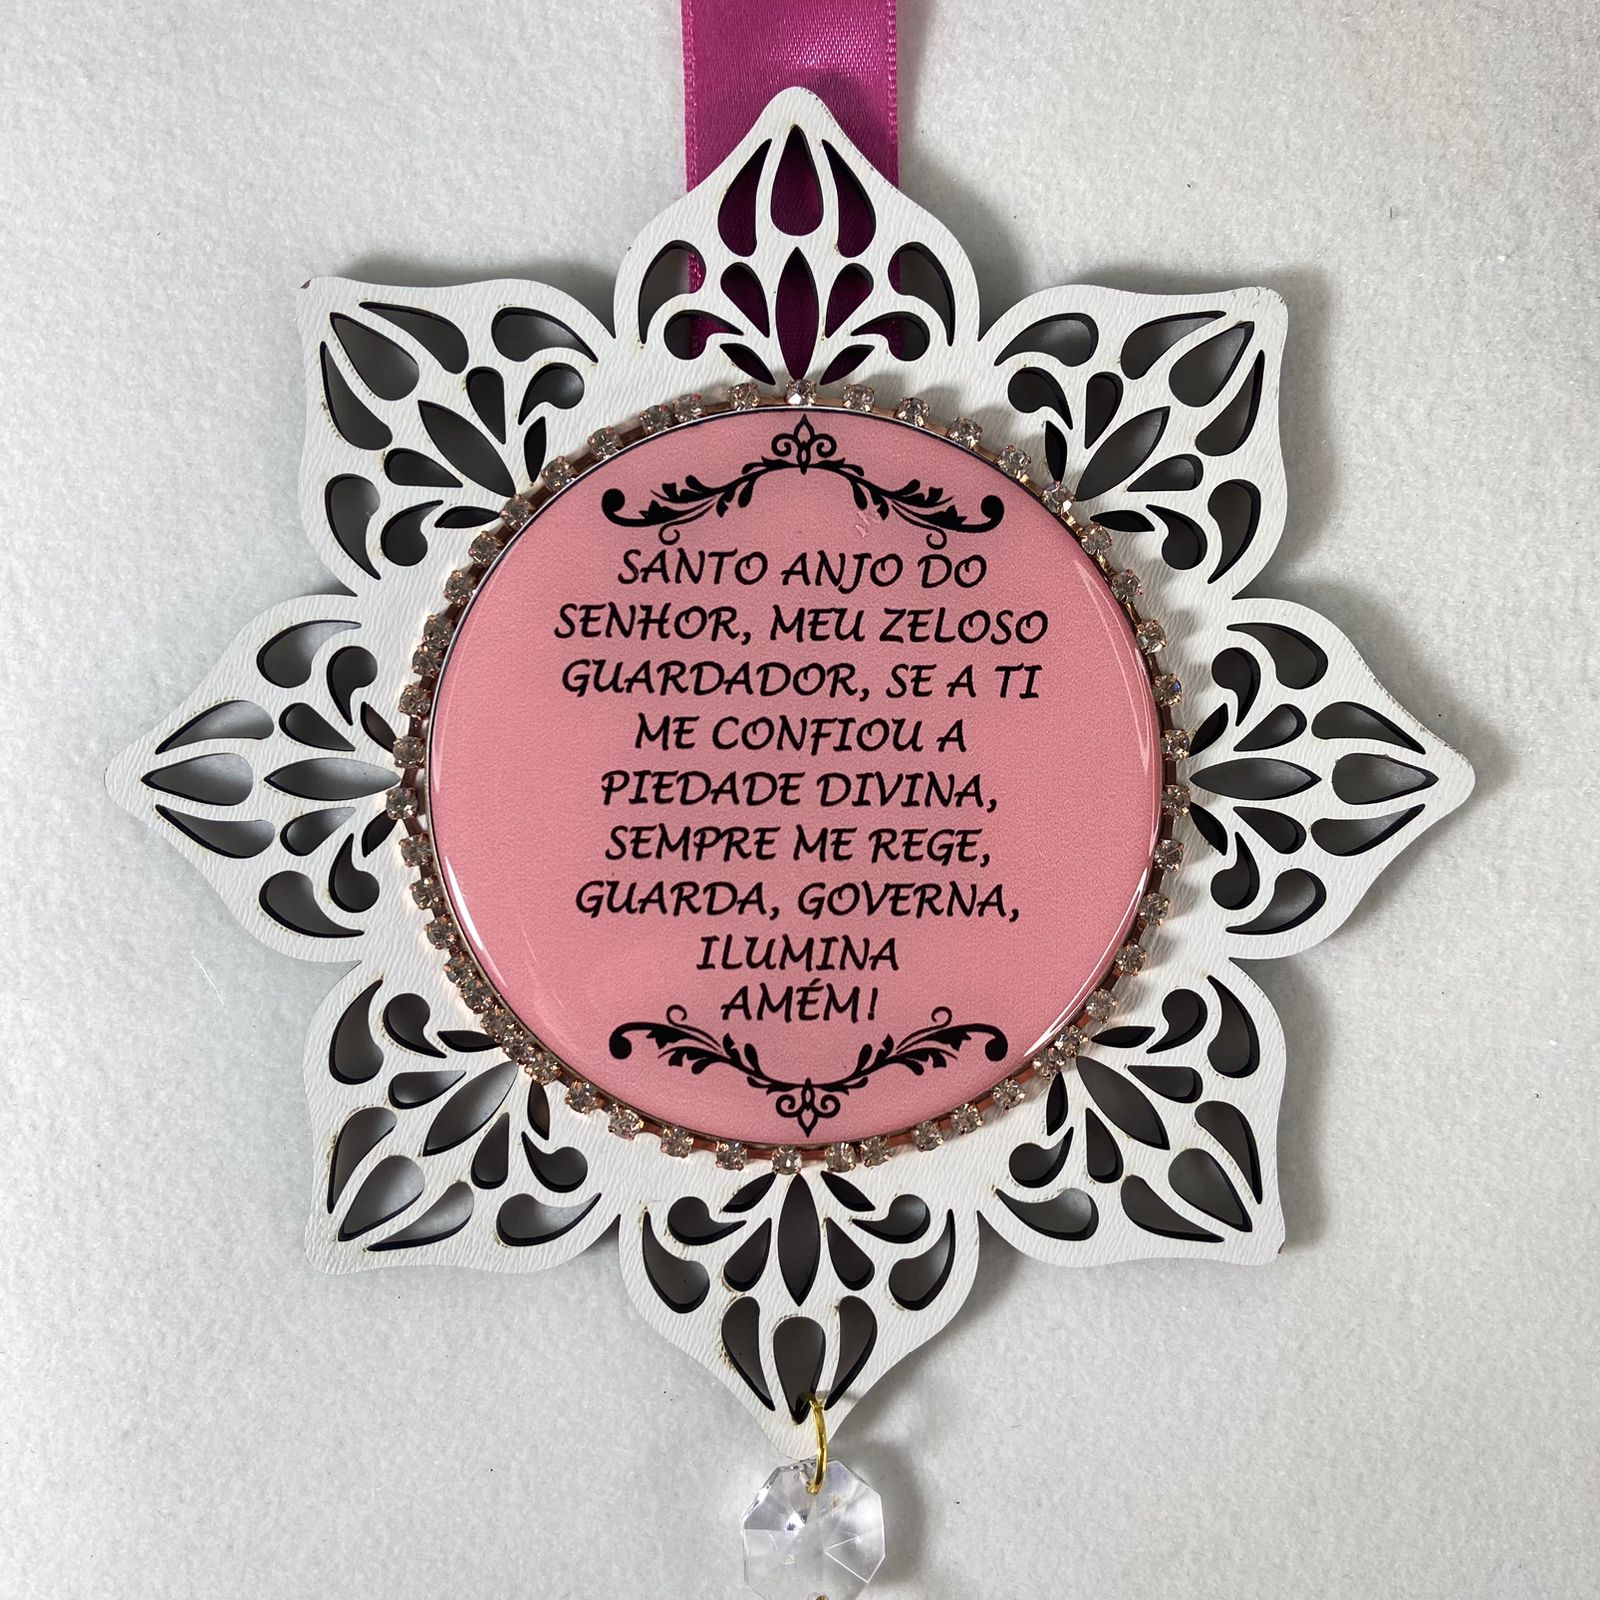 SANTO ANJO DO
SENHOR, MEU ZELOSO
GUARDADOR, SE A TI
ME CONFIOU A
PIEDADE DIVINA,
SEMPRE ME REGE,
GUARDA, GOVERNA,
ILUMINA
AMÉM!